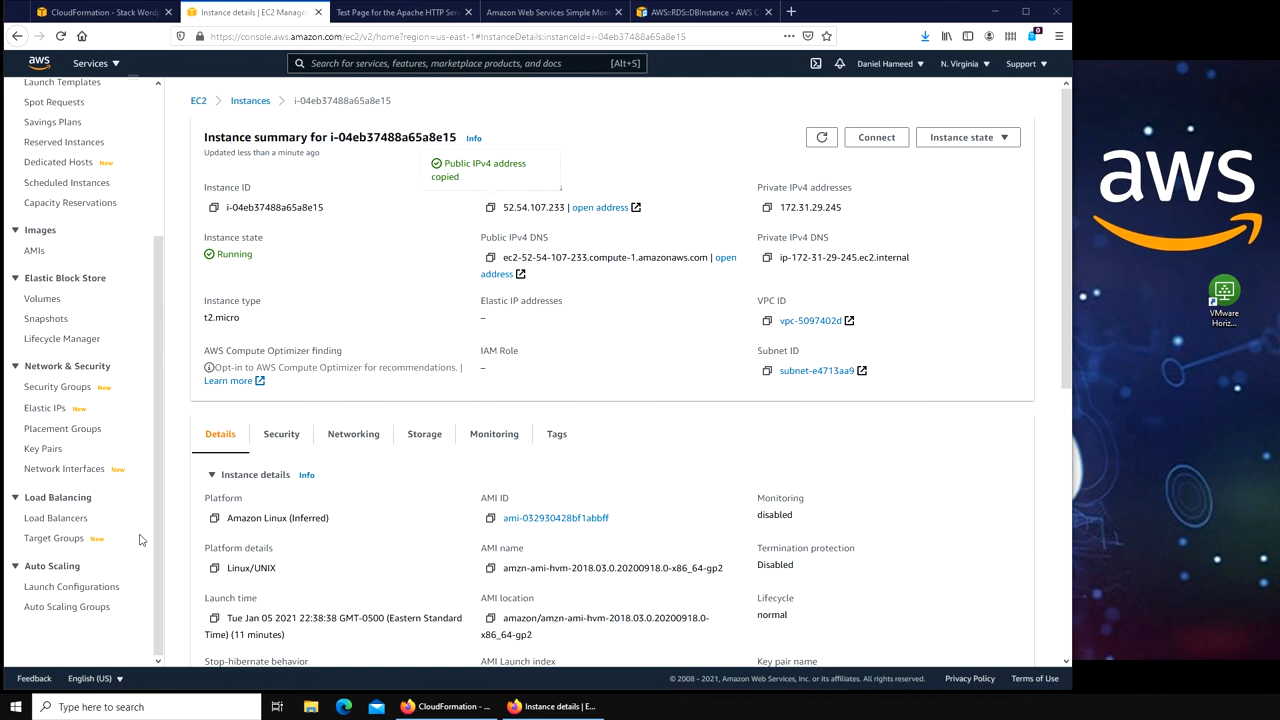 CloudFormation - Stack Wordp
Instance details | EC2 Manage
Test Page for the Apache HTTP Ser
Amazon Web Services Simple Mon
AWS::RDS::DBInstance - AWS C
https://console.aws.amazon.com/ec2/v2/home?region=us-east-1#InstanceDetails:instanceId=i-04eb37488a65a8e15
0
aws
Services
Search for services, features, marketplace products, and docs
[Alt+S]
Daniel Hameed
N. Virginia
Support
Launch Templates
Spot Requests
Savings Plans
Reserved Instances
Dedicated Hosts New
Scheduled Instances
Capacity Reservations
Images
AMIs
Elastic Block Store
Volumes
Snapshots
Lifecycle Manager
Network & Security
Security Groups New
Elastic IPs New
Placement Groups
Key Pairs
Network Interfaces New
Load Balancing
Load Balancers
Target Groups New
Auto Scaling
Launch Configurations
Auto Scaling Groups
EC2
Instances
i-04eb37488a65a8e15
Instance summary for i-04eb37488a65a8e15 Info
Updated less than a minute ago
Connect
Instance state
Public IPv4 address
copied
Instance ID
i-04eb37488a65a8e15
52.54.107.233 | open address
Private IPv4 addresses
172.31.29.245
Instance state
Running
Public IPv4 DNS
ec2-52-54-107-233.compute-1.amazonaws.com | open
address
Private IPv4 DNS
ip-172-31-29-245.ec2.internal
Instance type
t2.micro
Elastic IP addresses
–
VPC ID
vpc-5097402d
AWS Compute Optimizer finding
Opt-in to AWS Compute Optimizer for recommendations. |
Learn more
IAM Role
–
Subnet ID
subnet-e4713aa9
Details
Security
Networking
Storage
Monitoring
Tags
Instance details Info
Platform
Amazon Linux (Inferred)
AMI ID
ami-032930428bf1abbff
Monitoring
disabled
Platform details
Linux/UNIX
AMI name
amzn-ami-hvm-2018.03.0.20200918.0-x86_64-gp2
Termination protection
Disabled
Launch time
Tue Jan 05 2021 22:38:38 GMT-0500 (Eastern Standard
Time) (11 minutes)
AMI location
amazon/amzn-ami-hvm-2018.03.0.20200918.0-
x86_64-gp2
Lifecycle
normal
Stop-hibernate behavior
AMI Launch index
Key pair name
Feedback
English (US)
© 2008 - 2021, Amazon Web Services, Inc. or its affiliates. All rights reserved.
Privacy Policy
Terms of Use
aws
VMware
Horiz...
Type here to search
CloudFormation - ...
Instance details | E...